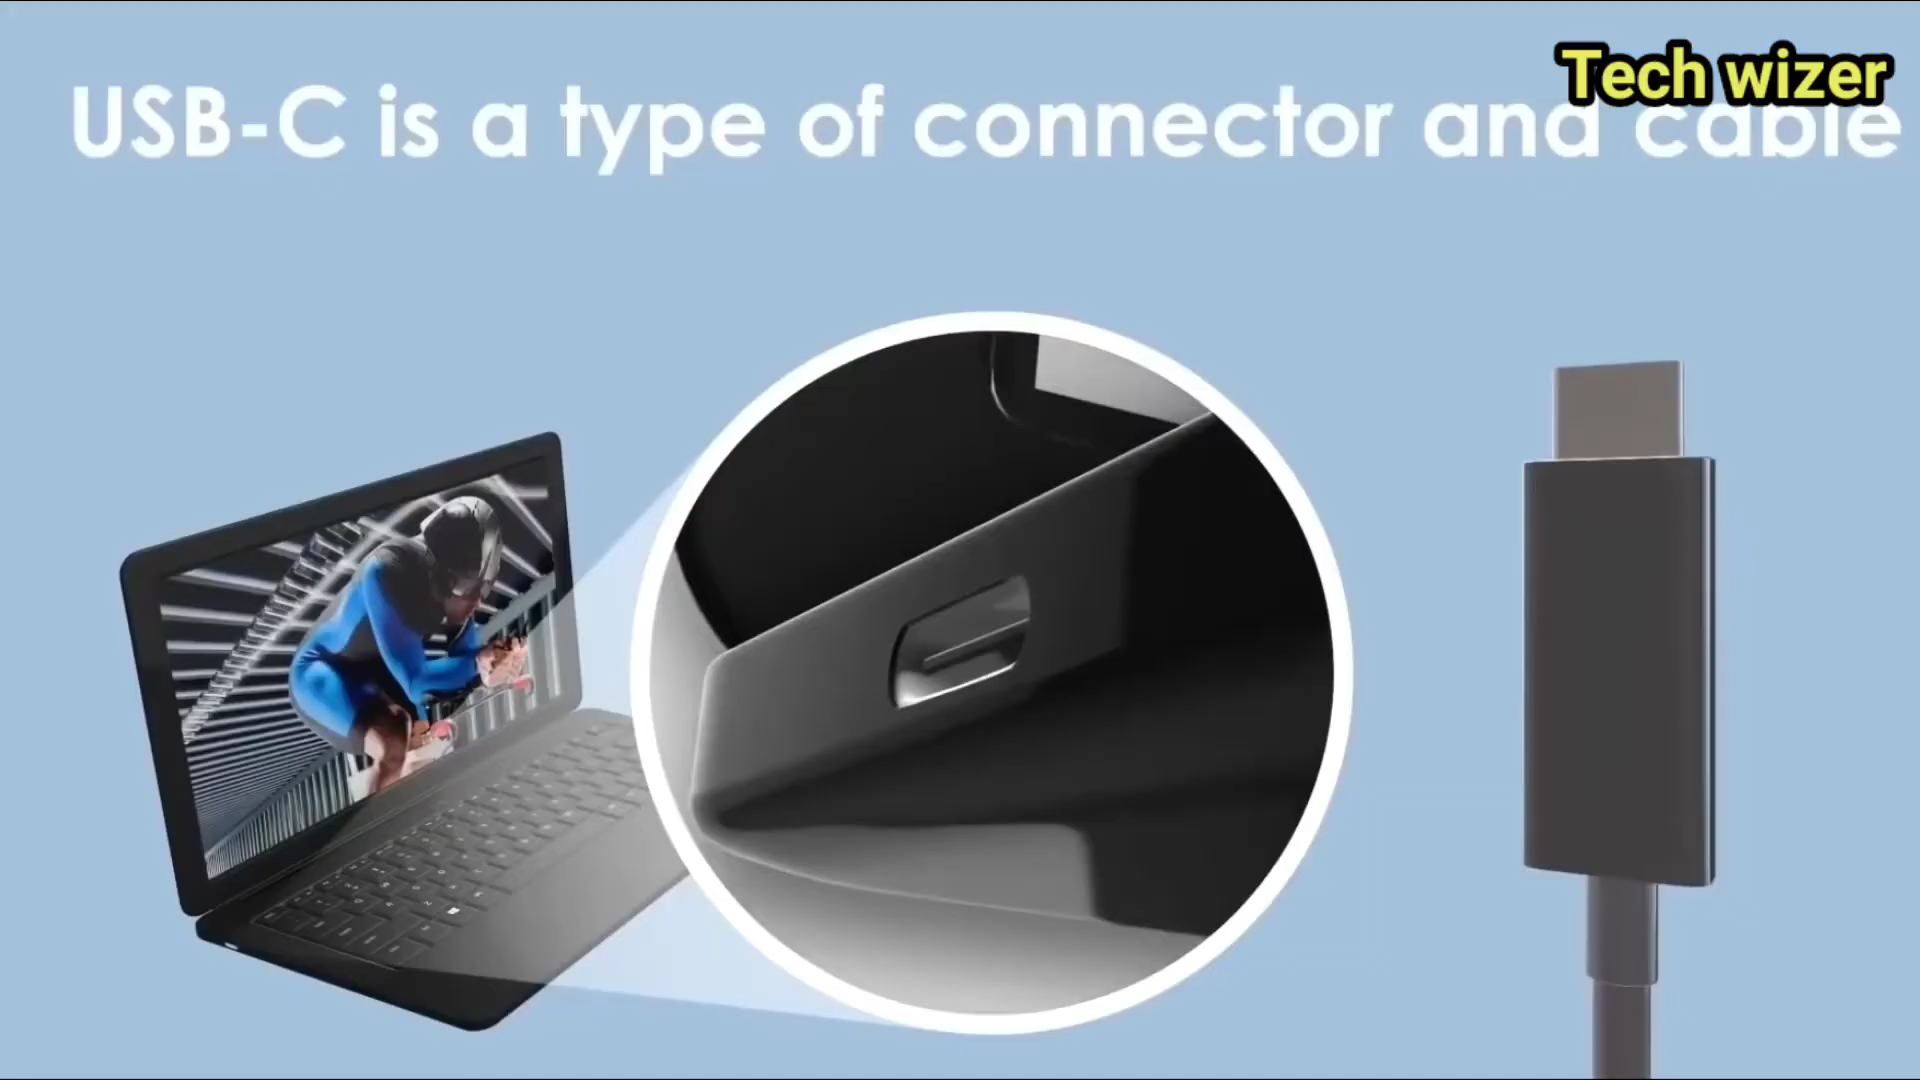 Tech wizer
USB-C is a type of connector and cable